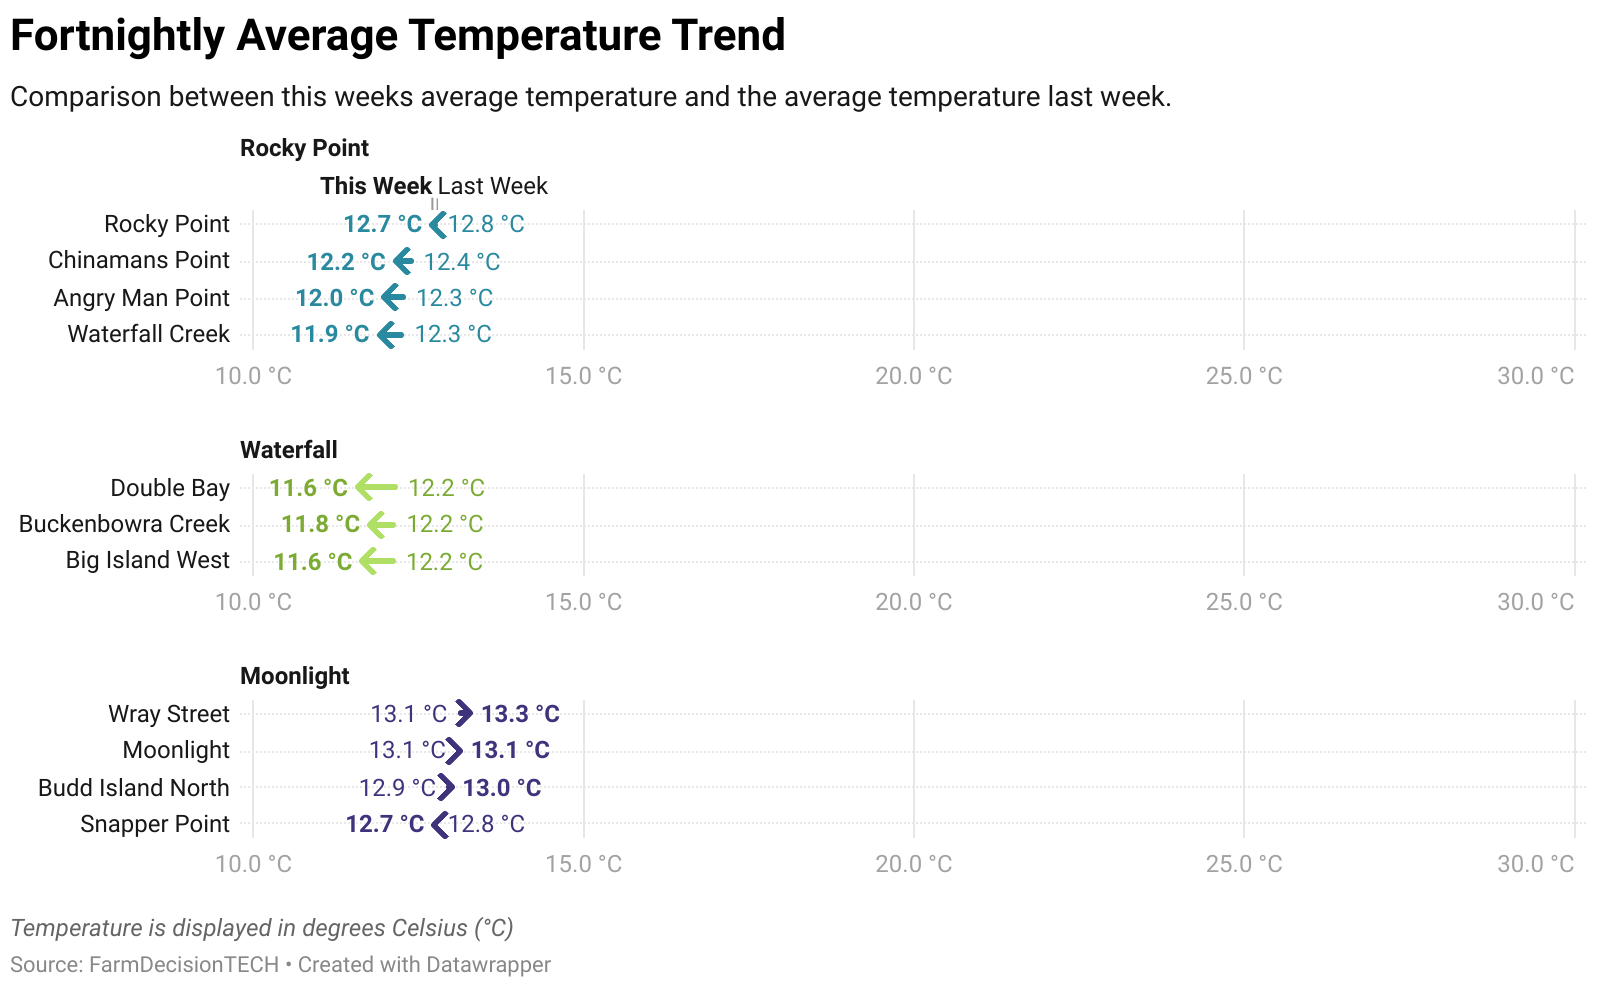 Fortnightly Average Temperature Trend
Comparison between this weeks average temperature and the average temperature last week.
Rocky Point
This Week Last Week
Rocky Point 12.7 °C 12.8 °C
Chinamans Point 12.2 °C 12.4 °C
Angry Man Point 12.0 °C 12.3 °C
Waterfall Creek 11.9 °C 12.3 °C
10.0 °C 15.0 °C 20.0 °C 25.0 °C 30.0 °C
Waterfall
Double Bay 11.6 °C 12.2 °C
Buckenbowra Creek 11.8 °C 12.2 °C
Big Island West 11.6 °C 12.2 °C
10.0 °C 15.0 °C 20.0 °C 25.0 °C 30.0 °C
Moonlight
Wray Street 13.1 °C 13.3 °C
Moonlight 13.1 °C 13.1 °C
Budd Island North 12.9 °C 13.0 °C
Snapper Point 12.7 °C 12.8 °C
10.0 °C 15.0 °C 20.0 °C 25.0 °C 30.0 °C
Temperature is displayed in degrees Celsius (°C)
Source: FarmDecisionTECH • Created with Datawrapper